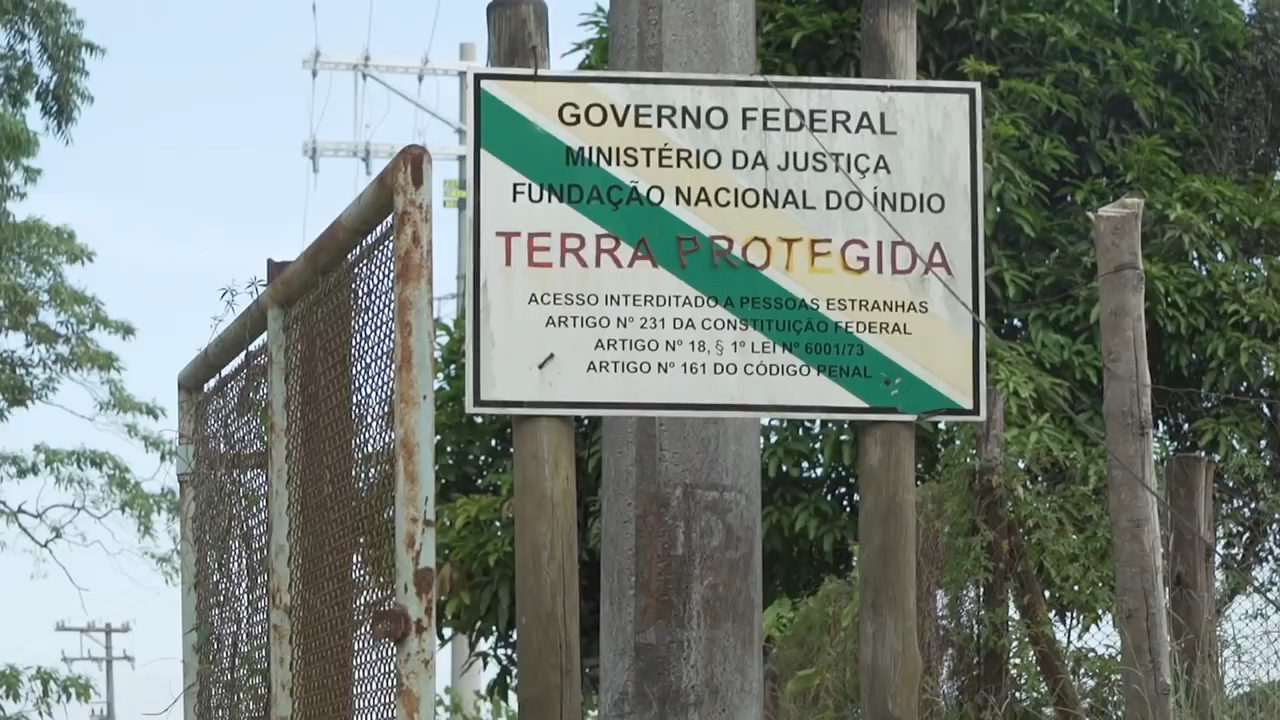 GOVERNO FEDERAL
MINISTÉRIO DA JUSTIÇA
FUNDAÇÃO NACIONAL DO ÍNDIO
TERRA PROTEGIDA
ACESSO INTERDITADO A PESSOAS ESTRANHAS
ARTIGO Nº 231 DA CONSTITUIÇÃO FEDERAL
ARTIGO Nº 18, § 1º LEI Nº 6001/73
ARTIGO Nº 161 DO CÓDIGO PENAL